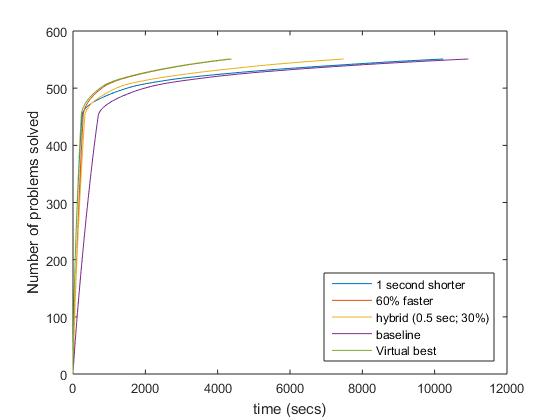 600
500
400
300
200
100
0
Number of problems solved
1 second shorter
60% faster
hybrid (0.5 sec; 30%)
baseline
Virtual best
0 2000 4000 6000 8000 10000 12000
time (secs)